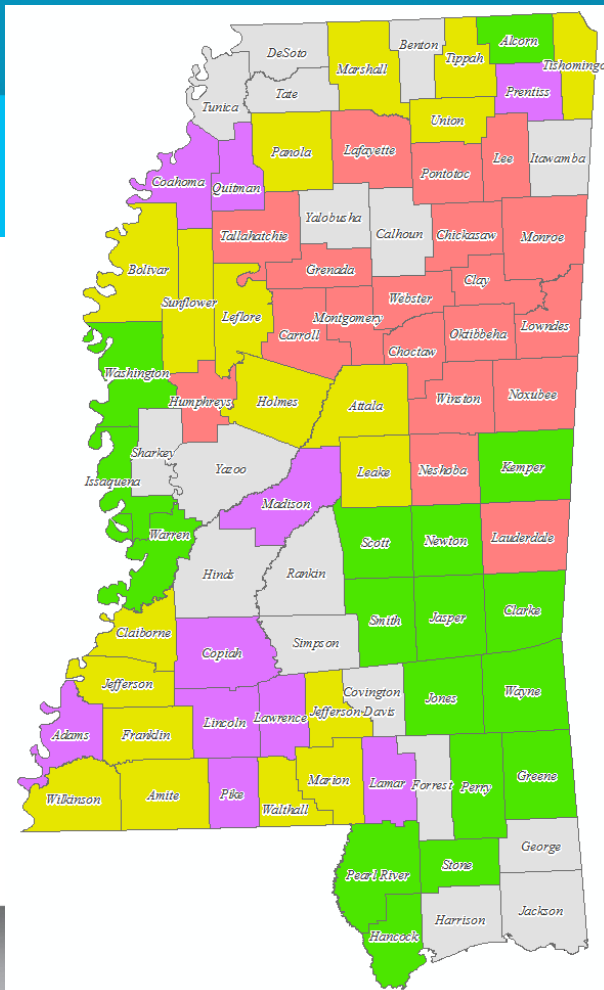 DeSoto
Benton
Alcorn
Tippah
Tishomingo
Marshall
Tate
Prentiss
Tunica
Union
Panola
Lafayette
Lee
Itawamba
Pontotoc
Coahoma
Quitman
Yalobusha
Calhoun
Tallahatchie
Chickasaw
Monroe
Bolivar
Grenada
Clay
Sunflower
Webster
Leflore
Montgomery
Carroll
Oktibbeha
Lowndes
Choctaw
Washington
Humphreys
Holmes
Attala
Winston
Noxubee
Sharkey
Issaquena
Yazoo
Leake
Neshoba
Kemper
Madison
Warren
Scott
Newton
Lauderdale
Hinds
Rankin
Smith
Jasper
Clarke
Claiborne
Copiah
Simpson
Jefferson
Covington
Jones
Wayne
Adams
Franklin
Lincoln
Lawrence
Jefferson Davis
Wilkinson
Amite
Pike
Walthall
Marion
Lamar
Forrest
Perry
Greene
George
Pearl River
Stone
Hancock
Harrison
Jackson